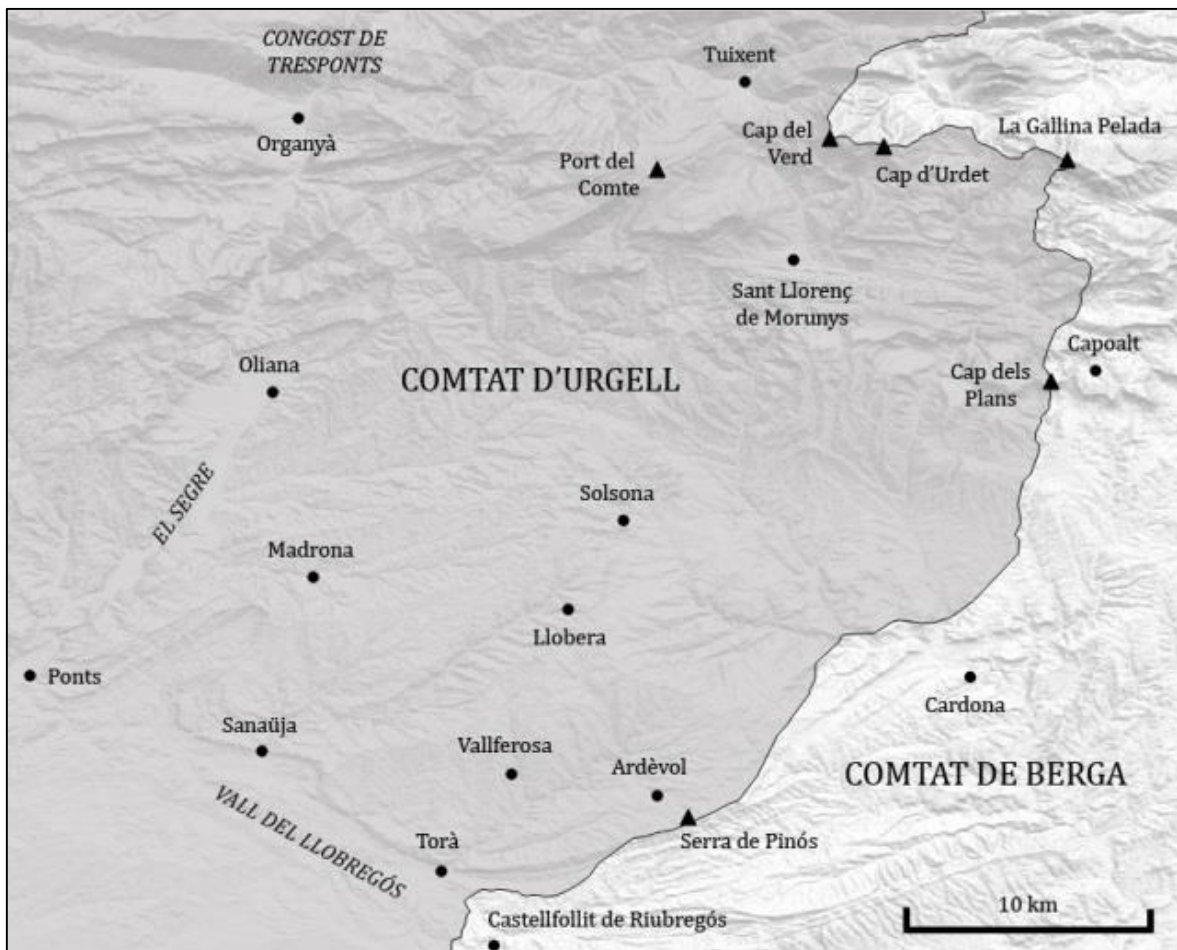 CONGOST DE
TRESPONTS
Tuixent
Organyà
Cap del
Verd
La Gallina Pelada
Port del
Comte
Cap d'Urdet
Sant Llorenç
de Morunys
Oliana
COMTAT D'URGELL
Capoalt
Cap dels
Plans
EL SEGRE
Solsona
Madrona
Llobera
Ponts
Cardona
Sanaüja
Vallferosa
Ardèvol
COMTAT DE BERGA
VALL DEL LLOBREGÓS
Torà
Serra de Pinós
Castellfollit de Riubregós
10 km